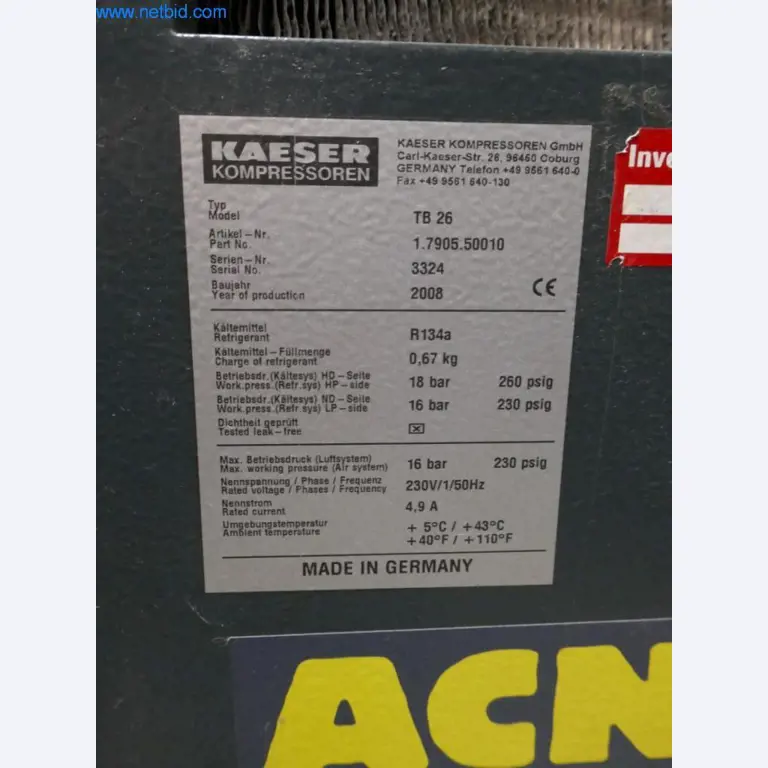 www.netbid.com
KAESER
KOMPRESSOREN
KAESER KOMPRESSOREN GmbH
Carl-Kaeser-Str. 26, 96450 Coburg
GERMANY Telefon +49 9561 640-0
Fax +49 9561 640-130
Typ
Model TB 26
Artikel-Nr.
Part No. 1.7905.50010
Serien-Nr.
Serial No. 3324
Baujahr
Year of production 2008 CE
Kältemittel
Refrigerant R134a
Kältemittel-Füllmenge
Charge of refrigerant 0,67 kg
Betriebsdr.(Kältesys) HD-Seite
Work.press.(Refr.sys) HP-side 18 bar 260 psig
Betriebsdr.(Kältesys) ND-Seite
Work.press.(Refr.sys) LP-side 16 bar 230 psig
Dichtheit geprüft
Tested leak-free ☒
Max. Betriebsdruck (Luftsystem)
Max. working pressure (Air system) 16 bar 230 psig
Nennspannung / Phase / Frequenz
Rated voltage / Phases / Frequency 230V/1/50Hz
Nennstrom
Rated current 4,9 A
Umgebungstemperatur + 5°C / +43°C
Ambient temperature +40°F / +110°F
MADE IN GERMANY
Inve
ACN